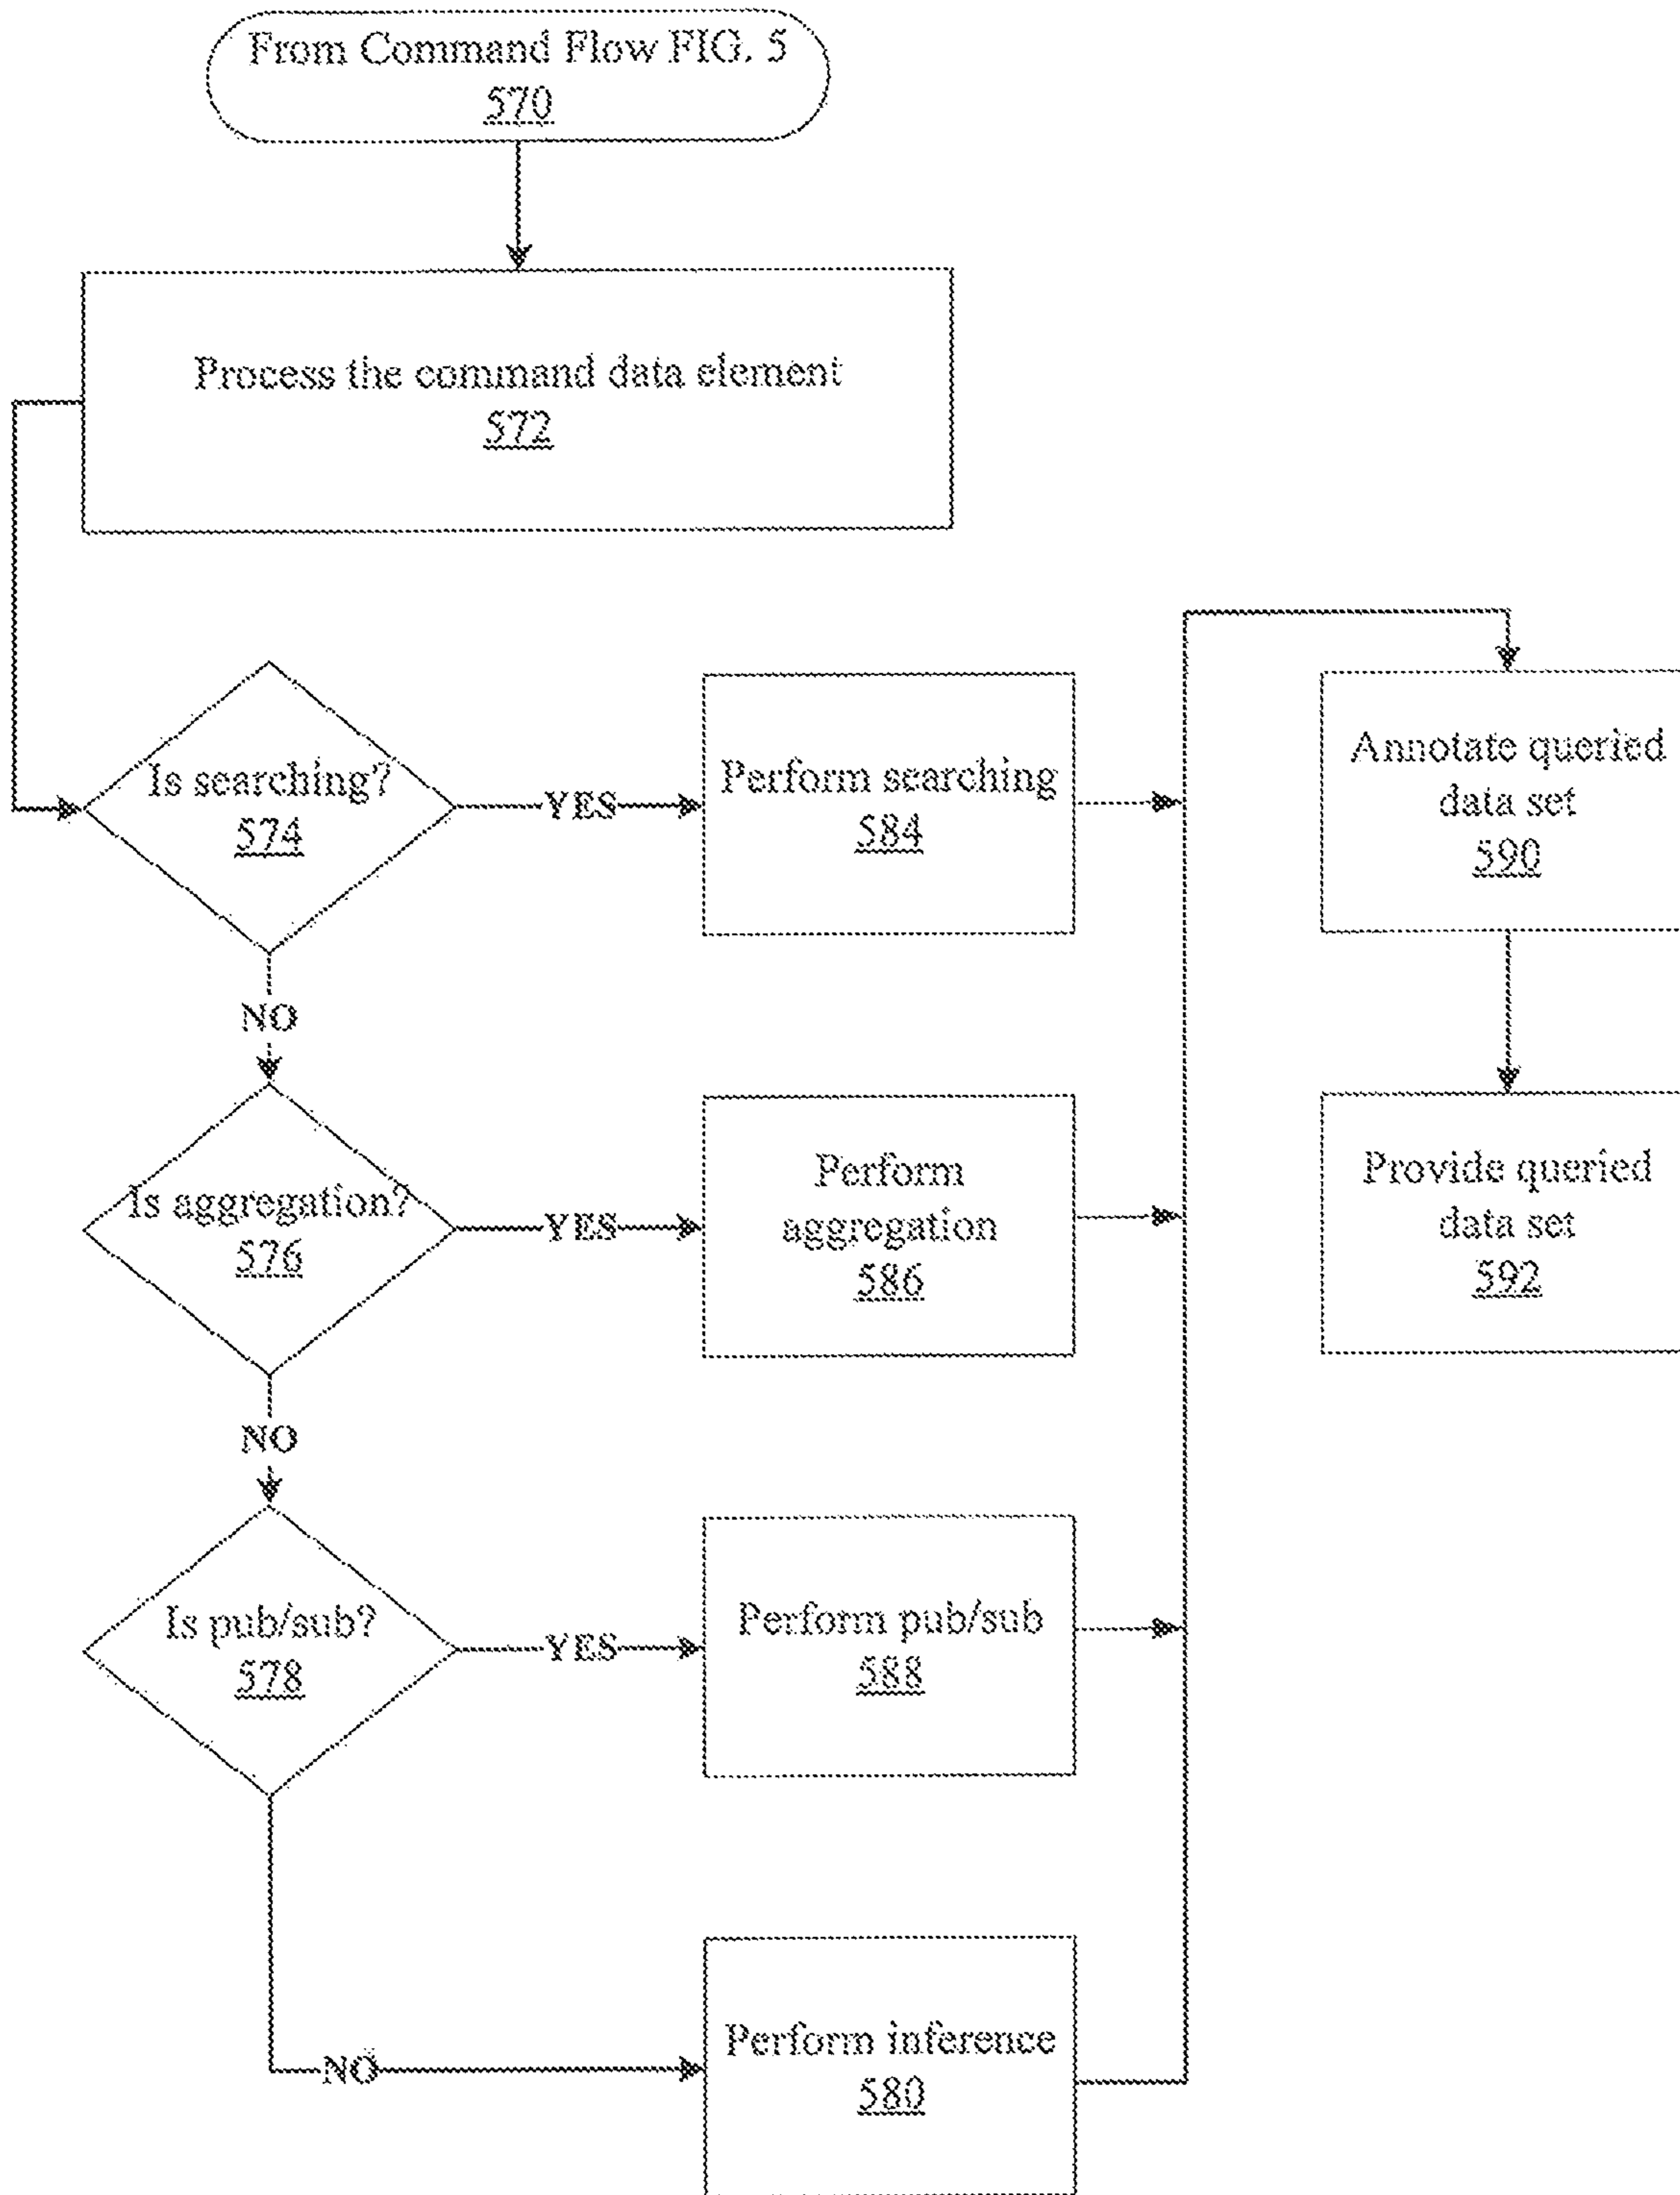 From Command Flow FIG. 5
570
Process the command data element
572
Is searching?
574
YES
Perform searching
584
Annotate queried
data set
590
NO
Is aggregation?
576
YES
Perform
aggregation
586
Provide queried
data set
592
NO
Is pub/sub?
578
YES
Perform pub/sub
588
NO
Perform inference
580